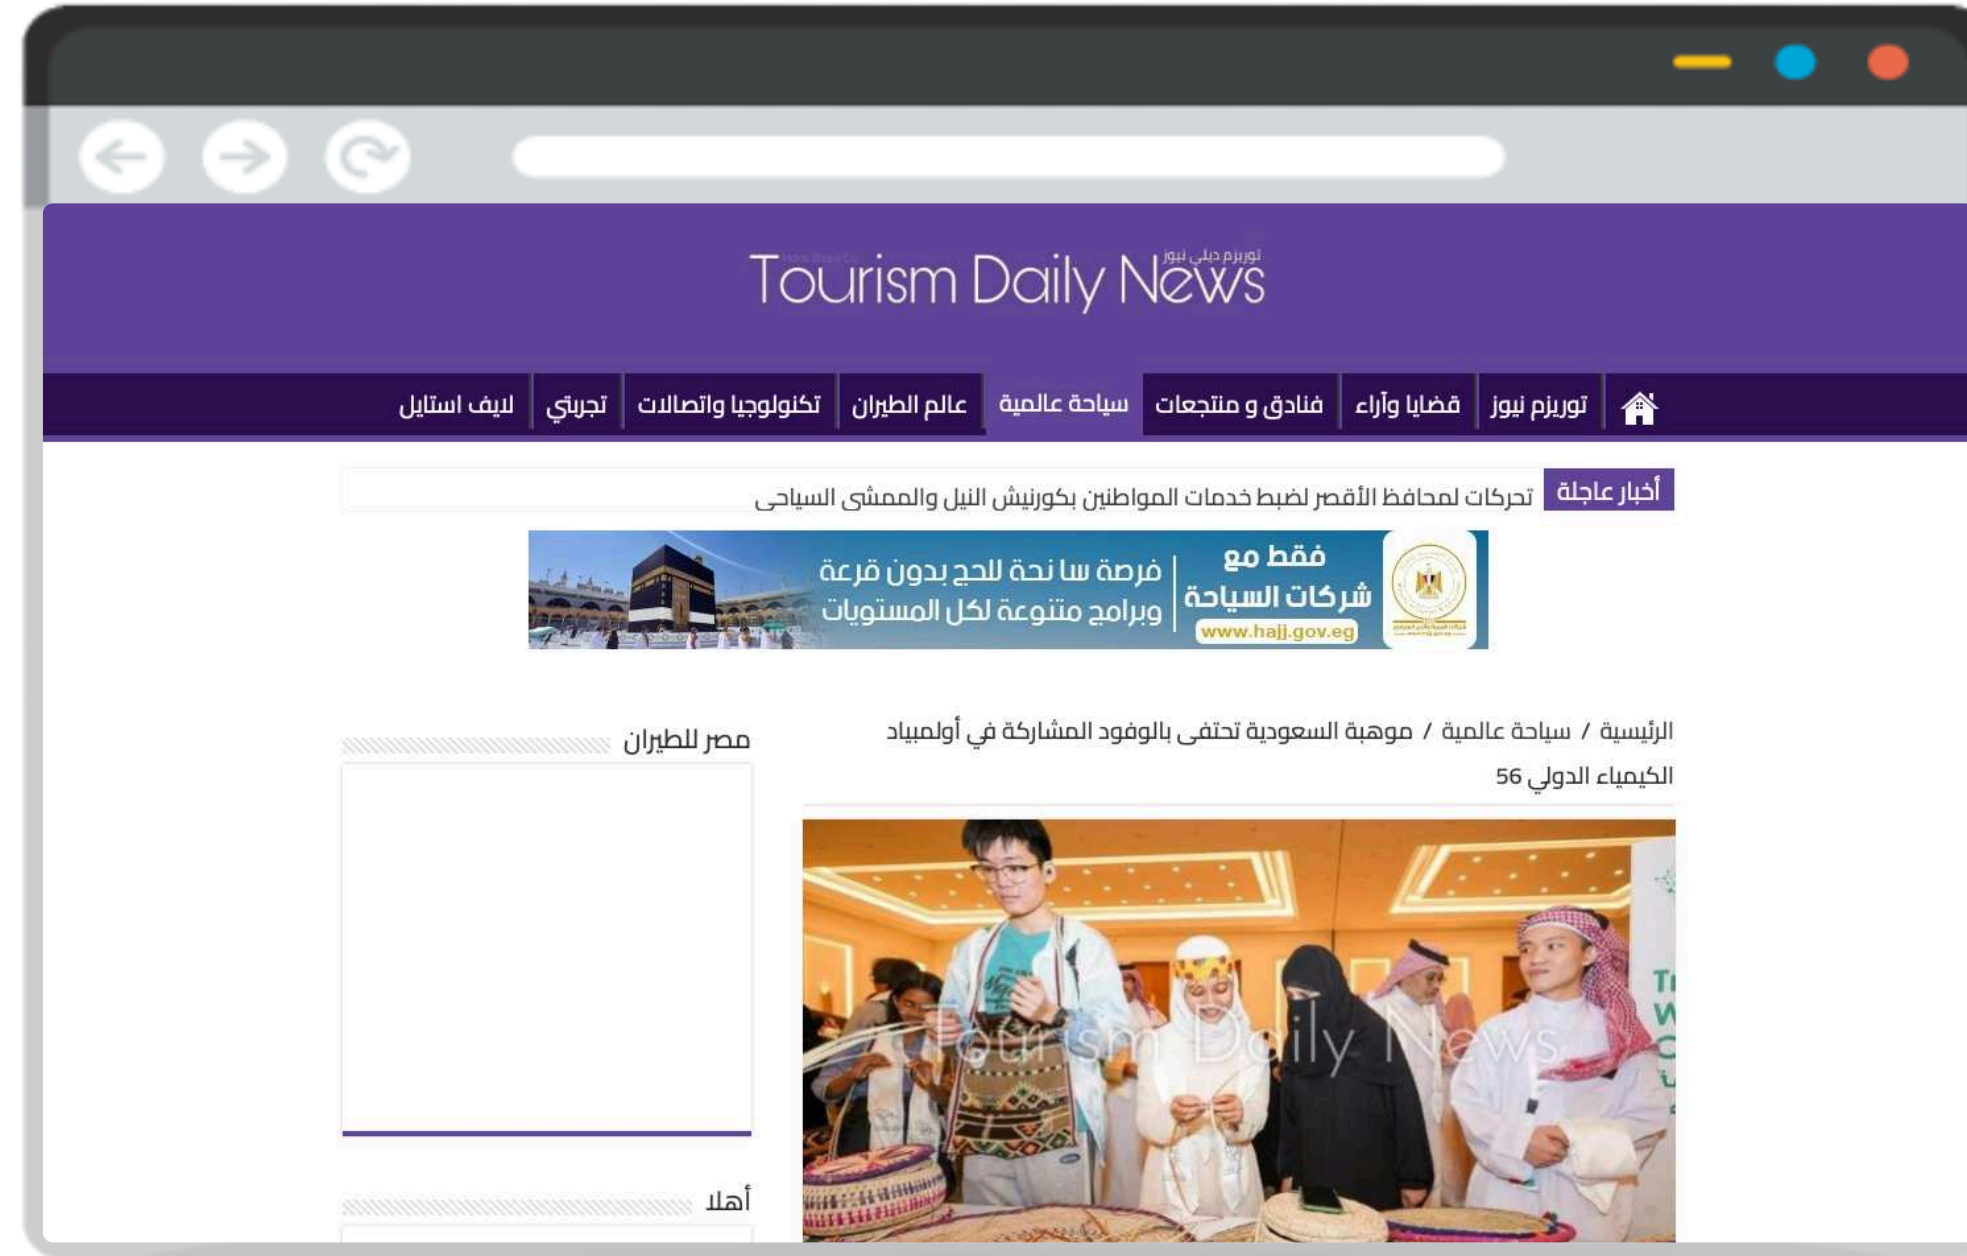 توريزم ديلي نيوز
Tourism Daily News
توريزم نيوز
قضايا وآراء
فنادق و منتجعات
سياحة عالمية
عالم الطيران
تكنولوجيا واتصالات
تجربتي
لايف استايل
أخبار عاجلة
تحركات لمحافظ الأقصر لضبط خدمات المواطنين بكورنيش النيل والممشى السياحى
فقط مع
شركات السياحة
www.hajj.gov.eg
فرصة سا نحة للحج بدون قرعة
وبرامج متنوعة لكل المستويات
الرئيسية / سياحة عالمية / موهبة السعودية تحتفى بالوفود المشاركة في أولمبياد
الكيمياء الدولي 56
Tourism Daily News
مصر للطيران
أهلا